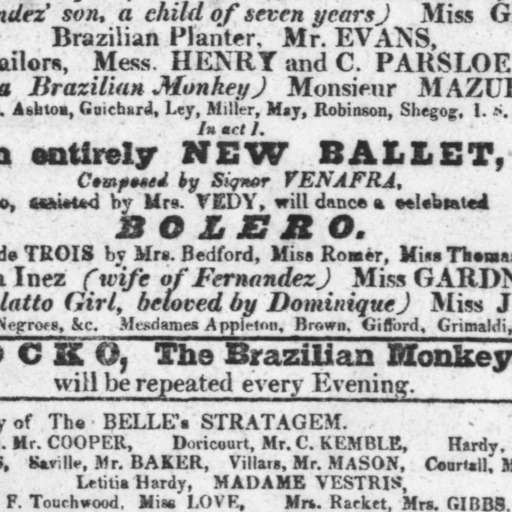 ndez' son, a child of seven years) Miss G
Brazilian Planter, Mr. EVANS,
ailors, Mess. HENRY and C. PARSLOE
a Brazilian Monkey) Monsieur MAZUR
. Ashton, Guichard, Ley, Miller, May, Robinson, Shegog, I. S.
In act I.
n entirely NEW BALLET,
Composed by Signor VENAFRA,
o, assisted by Mrs. VEDY, will dance a celebrated
BOLERO.
de TROIS by Mrs. Bedford, Miss Romer, Miss Thomas
a Inez (wife of Fernandez) Miss GARDN
latto Girl, beloved by Dominique) Miss J
Negroes, &c. Mesdames Appleton, Brown, Gifford, Grimaldi,
OCKO, The Brazilian Monkey
will be repeated every Evening.
y of The BELLE's STRATAGEM.
. Mr. COOPER, Doricourt, Mr. C. KEMBLE, Hardy,
S, Saville, Mr. BAKER, Villars, Mr. MASON, Courtall, M
Letitia Hardy, MADAME VESTRIS,
F. Touchwood, Miss LOVE, Mrs. Racket, Mrs. GIBBS.